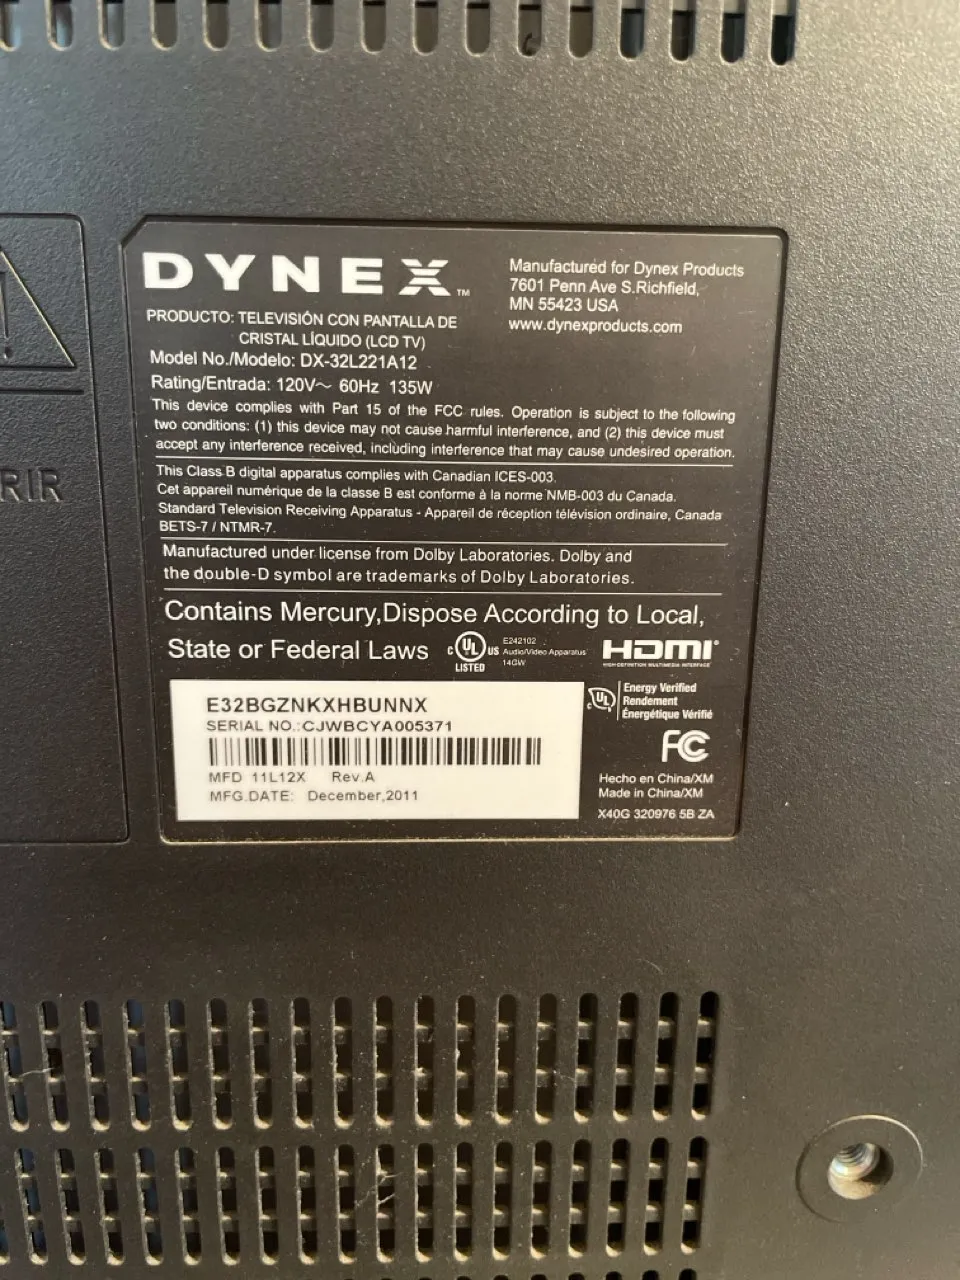 RIR
DYNEX™
PRODUCTO: TELEVISIÓN CON PANTALLA DE
CRISTAL LÍQUIDO (LCD TV)
Model No./Modelo: DX-32L221A12
Rating/Entrada: 120V～ 60Hz 135W
Manufactured for Dynex Products
7601 Penn Ave S.Richfield,
MN 55423 USA
www.dynexproducts.com
This device complies with Part 15 of the FCC rules. Operation is subject to the following
two conditions: (1) this device may not cause harmful interference, and (2) this device must
accept any interference received, including interference that may cause undesired operation.
This Class B digital apparatus complies with Canadian ICES-003.
Cet appareil numérique de la classe B est conforme à la norme NMB-003 du Canada.
Standard Television Receiving Apparatus - Appareil de réception télévision ordinaire, Canada
BETS-7 / NTMR-7.
Manufactured under license from Dolby Laboratories. Dolby and
the double-D symbol are trademarks of Dolby Laboratories.
Contains Mercury,Dispose According to Local,
State or Federal Laws
C UL US
LISTED
E242102
Audio/Video Apparatus
14GW
HDMI
HIGH-DEFINITION MULTIMEDIA INTERFACE
E32BGZNKXHBUNNX
SERIAL NO.:CJWBCYA005371
MFD 11L12X Rev.A
MFG.DATE: December,2011
C UL
Energy Verified
Rendement
Énergétique Vérifié
FC
Hecho en China/XM
Made in China/XM
X40G 320976 5B ZA